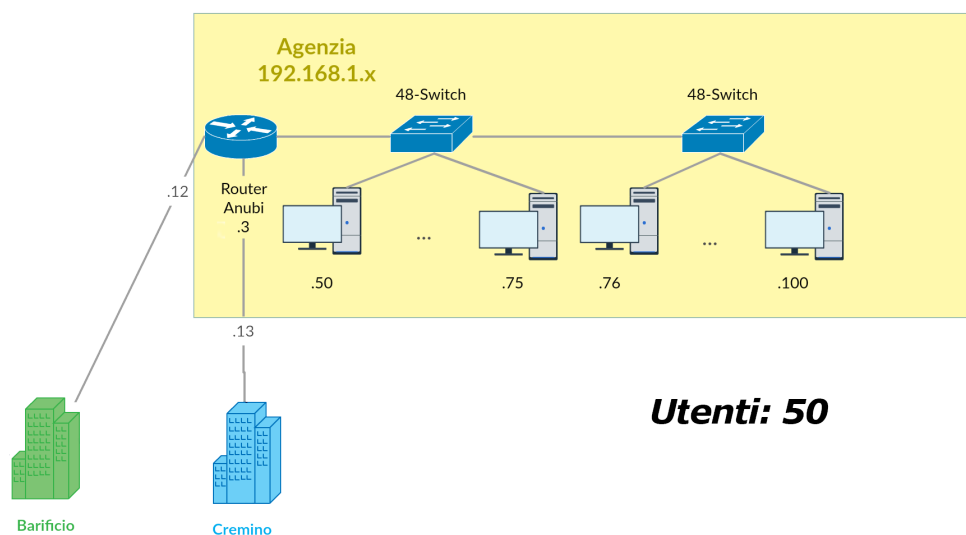 Agenzia
192.168.1.x
48-Switch
48-Switch
.12
Router
Anubi
.3
...
...
.50
.75
.76
.100
.13
Utenti: 50
Barificio
Cremino